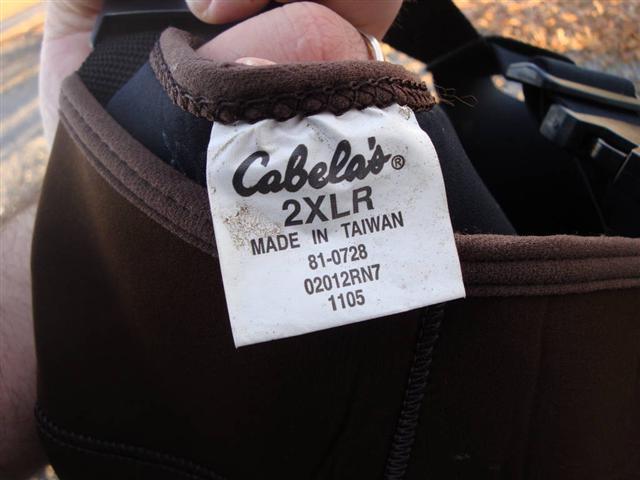 Cabela's®
2XLR
MADE IN TAIWAN
81-0728
02012RN7
1105